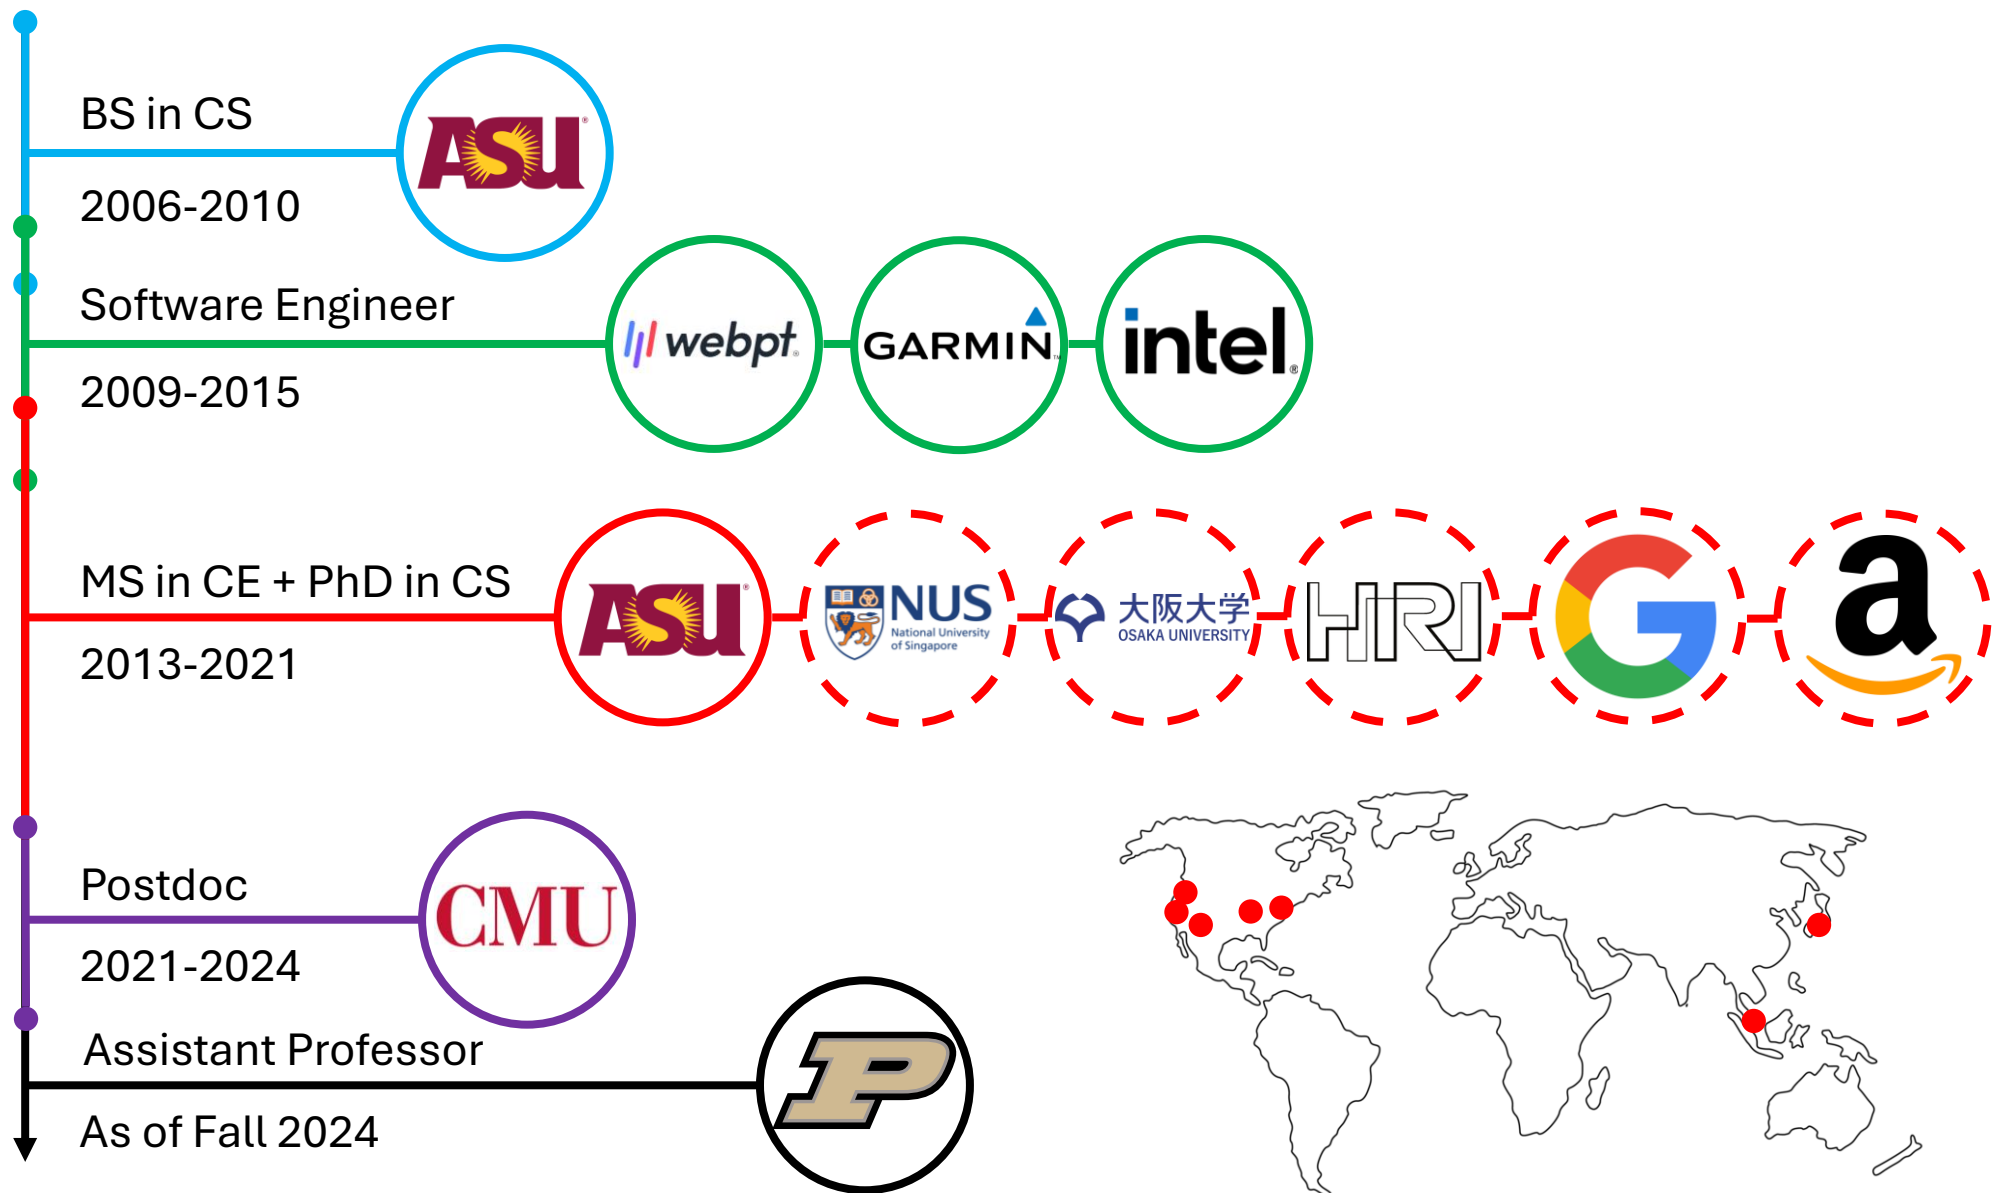 BS in CS
ASU
2006-2010
Software Engineer
webpt
GARMIN
intel
2009-2015
MS in CE + PhD in CS
ASU
NUS
National University
of Singapore
大阪大学
OSAKA UNIVERSITY
HRI
G
a
2013-2021
Postdoc
CMU
2021-2024
Assistant Professor
P
As of Fall 2024